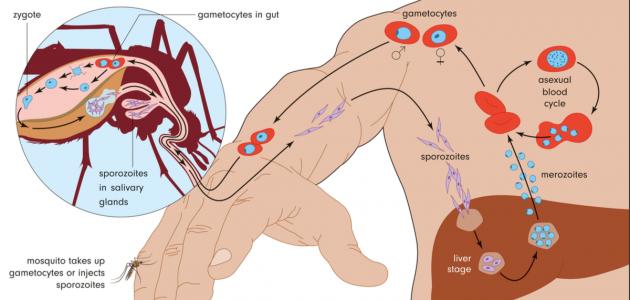 zygote
gametocytes in gut
sporozoites
in salivary
glands
mosquito takes up
gametocytes or injects
sporozoites
gametocytes
♂
♀
asexual
blood
cycle
sporozoites
merozoites
liver
stage